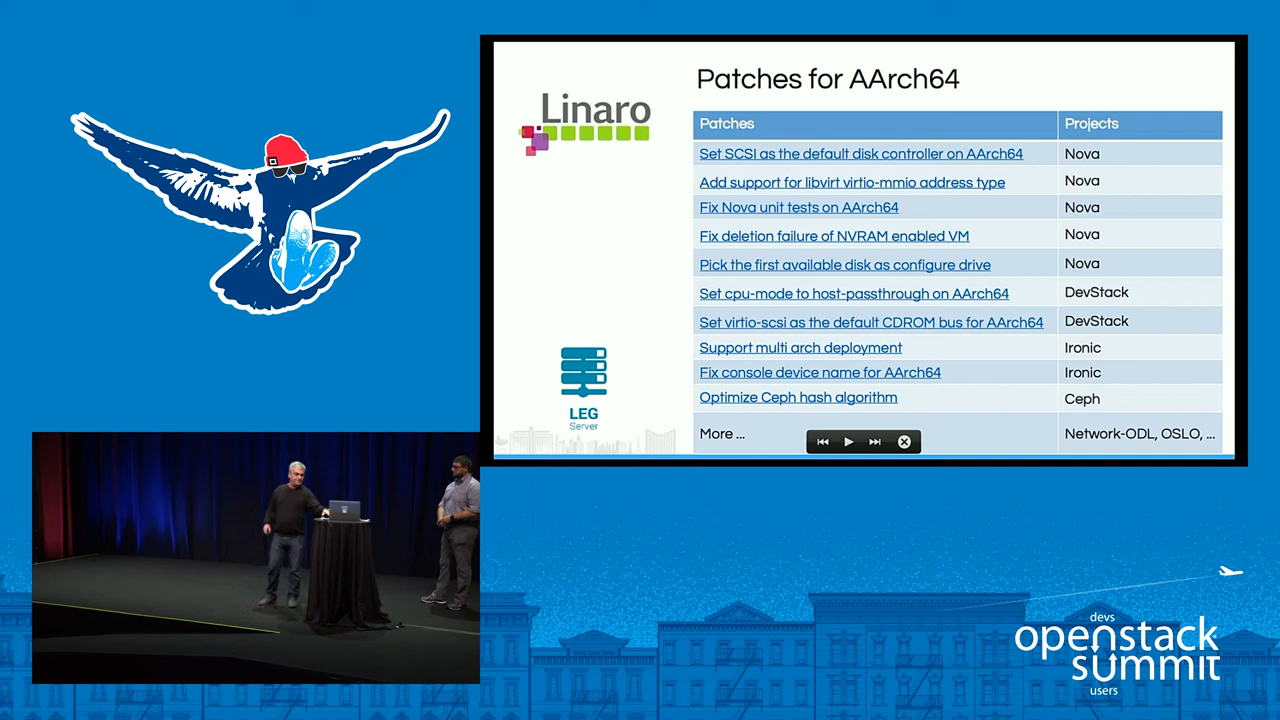 Linaro
LEG
Server
Patches for AArch64
Patches Projects
Set SCSI as the default disk controller on AArch64 Nova
Add support for libvirt virtio-mmio address type Nova
Fix Nova unit tests on AArch64 Nova
Fix deletion failure of NVRAM enabled VM Nova
Pick the first available disk as configure drive Nova
Set cpu-mode to host-passthrough on AArch64 DevStack
Set virtio-scsi as the default CDROM bus for AArch64 DevStack
Support multi arch deployment Ironic
Fix console device name for AArch64 Ironic
Optimize Ceph hash algorithm Ceph
More ... Network-ODL, OSLO, ...
devs
openstack
summit
users